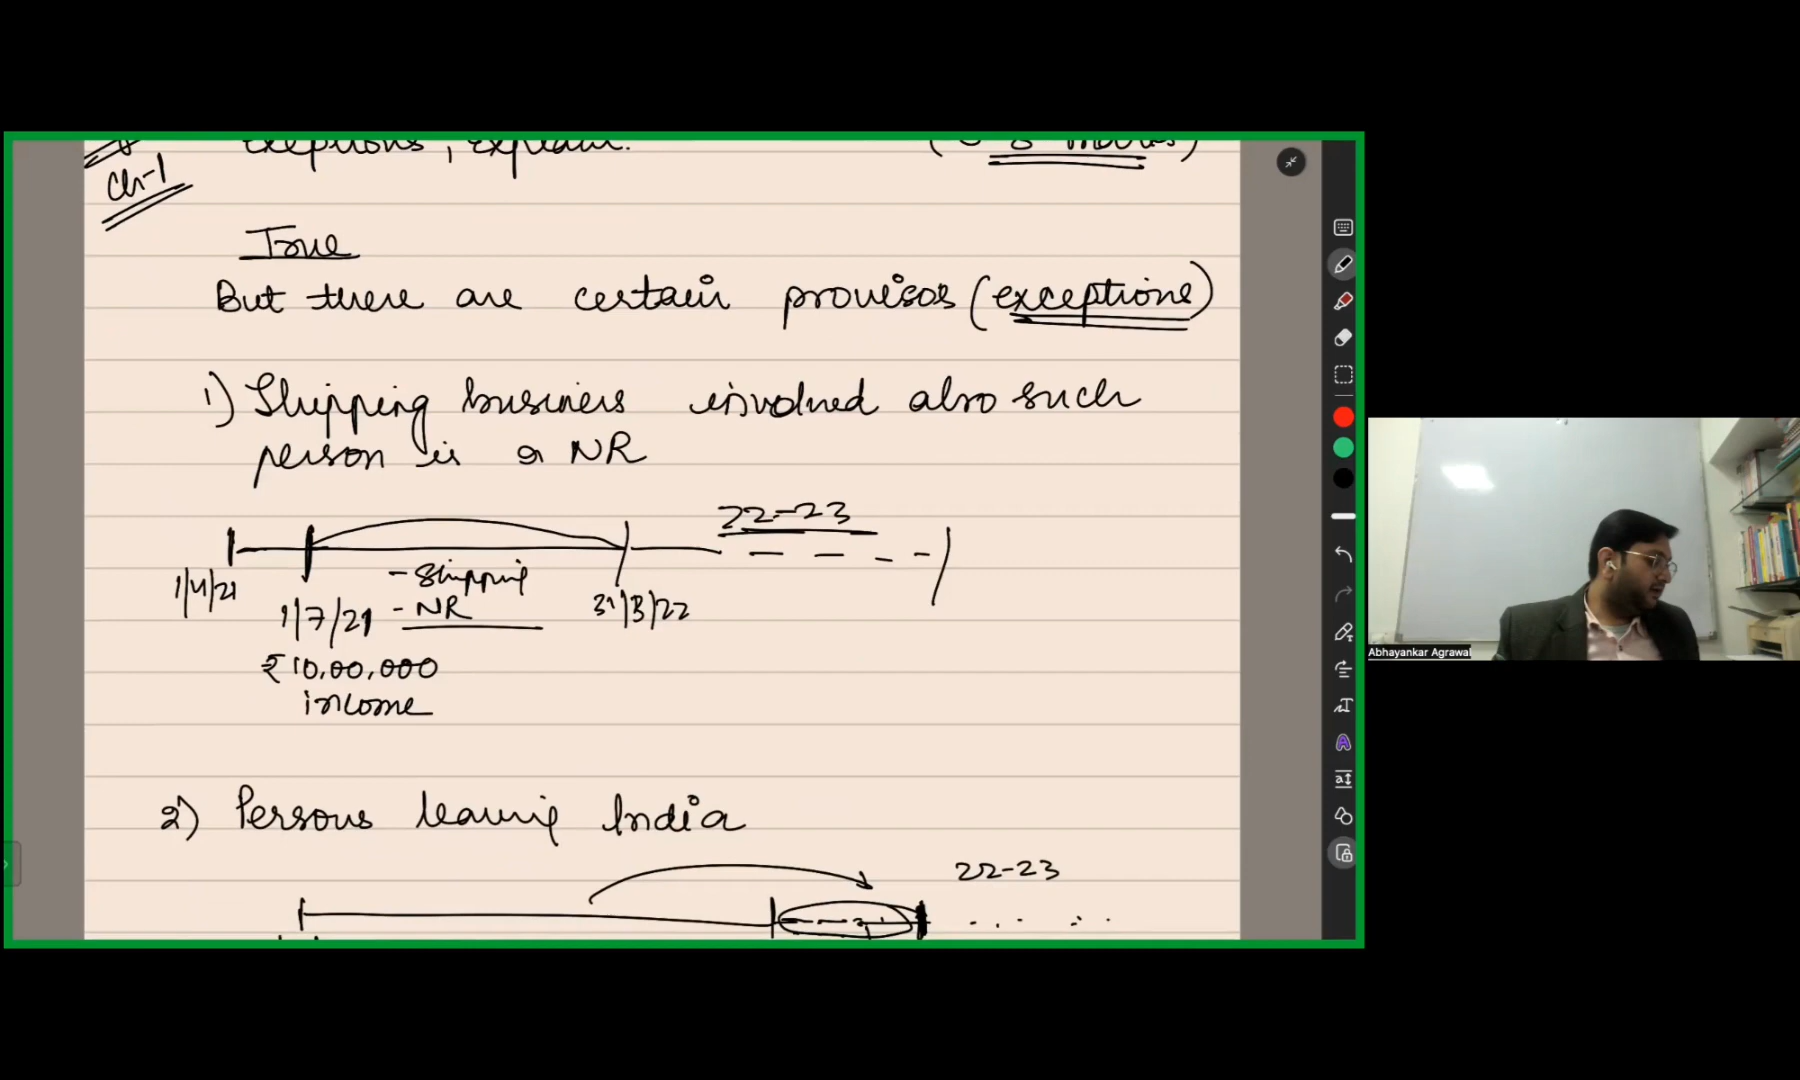 exceptions, explain.
Ch-1
True
But there are certain provisos (exceptions)
1) Shipping business involved also such
person is a NR
22-23
- Shipping
- NR
1/4/21
1/7/21
31/3/22
₹10,00,000
income
2) Persons leaving India
22-23
Abhayankar Agrawal